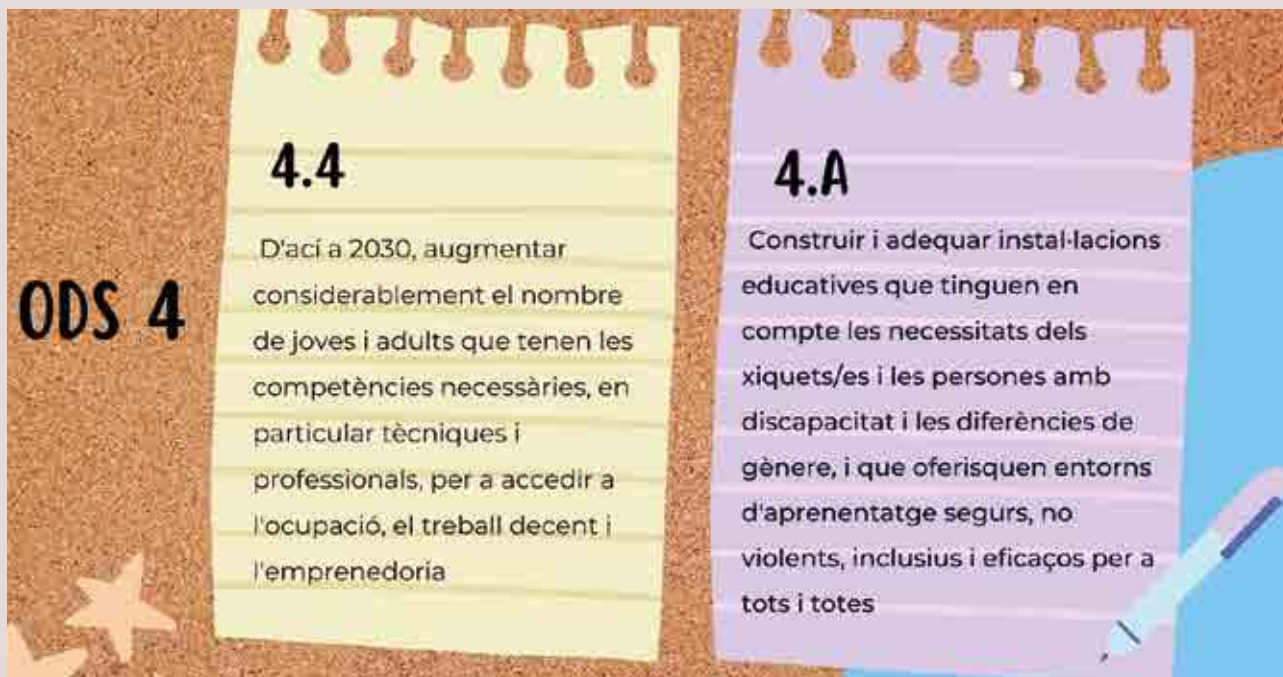 ODS 4
4.4
D'ací a 2030, augmentar
considerablement el nombre
de joves i adults que tenen les
competències necessàries, en
particular tècniques i
professionals, per a accedir a
l'ocupació, el treball decent i
l'emprenedoria
4.A
Construir i adequar instal·lacions
educatives que tinguen en
compte les necessitats dels
xiquets/es i les persones amb
discapacitat i les diferències de
gènere, i que oferisquen entorns
d'aprenentatge segurs, no
violents, inclusius i eficaços per a
tots i totes